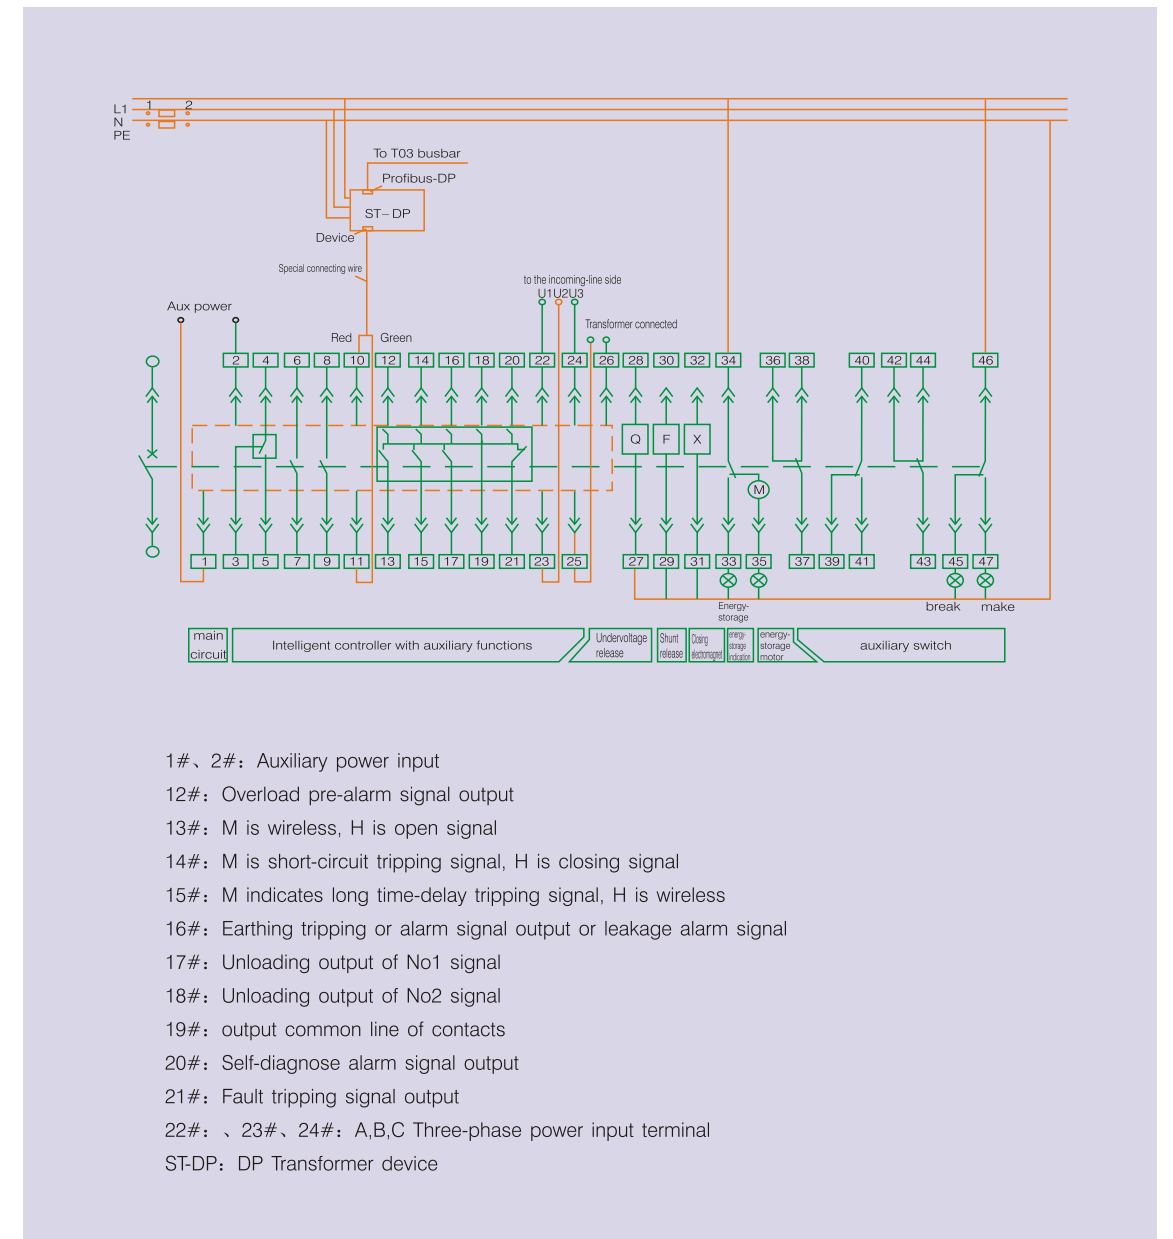 L1
N
PE
1 2
To T03 busbar
Profibus-DP
ST-DP
Device
Special connecting wire
to the incoming-line side
U1U2U3
Aux power
Transformer connected
Red
Green
2 4 6 8 10 12 14 16 18 20 22 24 26 28 30 32 34 36 38 40 42 44 46
Q F X
M
1 3 5 7 9 11 13 15 17 19 21 23 25 27 29 31 33 35 37 39 41 43 45 47
Energy-
storage
break make
main
circuit
Intelligent controller with auxiliary functions
Undervoltage
release
Shunt
release
Closing
electromagnet
energy-
storage
indication
energy-
storage
motor
auxiliary switch
1#、2#：Auxiliary power input
12#：Overload pre-alarm signal output
13#：M is wireless, H is open signal
14#：M is short-circuit tripping signal, H is closing signal
15#：M indicates long time-delay tripping signal, H is wireless
16#：Earthing tripping or alarm signal output or leakage alarm signal
17#：Unloading output of No1 signal
18#：Unloading output of No2 signal
19#：output common line of contacts
20#：Self-diagnose alarm signal output
21#：Fault tripping signal output
22#：、23#、24#：A,B,C Three-phase power input terminal
ST-DP：DP Transformer device